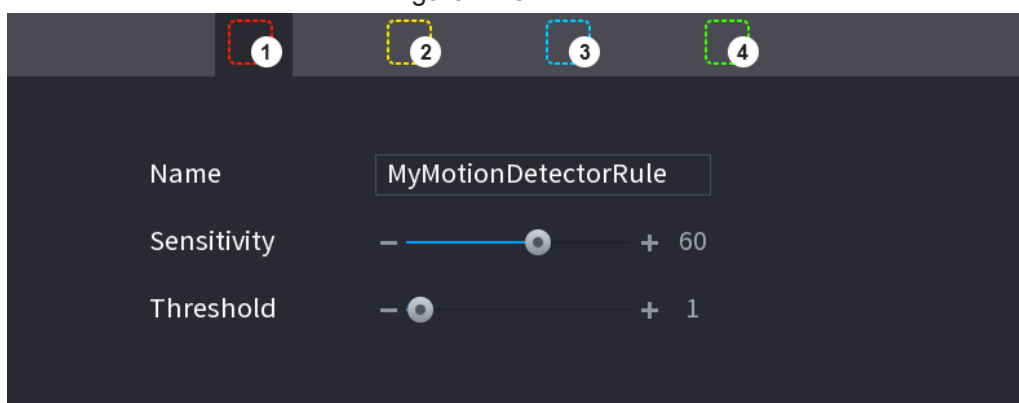 1 2 3 4
Name MyMotionDetectorRule
Sensitivity − + 60
Threshold − + 1